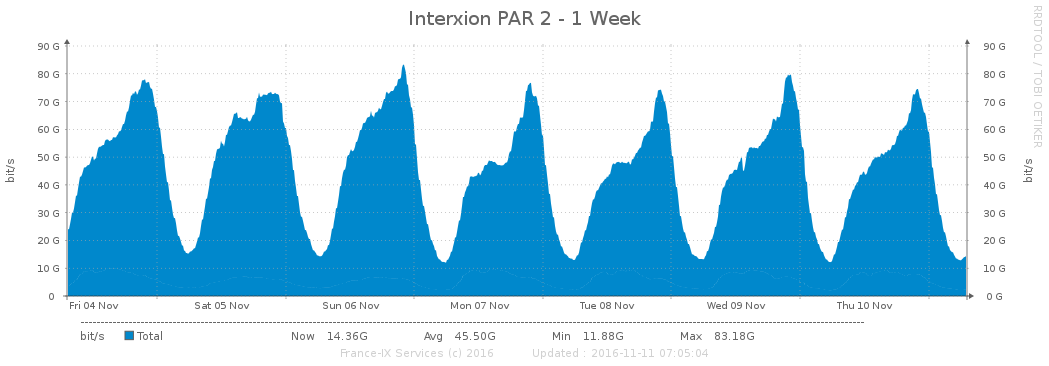 Interxion PAR 2 - 1 Week
RRDTOOL / TOBI OETIKER
bit/s
90 G 90 G
80 G 80 G
70 G 70 G
60 G 60 G
50 G 50 G
40 G 40 G
30 G 30 G
20 G 20 G
10 G 10 G
0 0 G
bit/s
Fri 04 Nov Sat 05 Nov Sun 06 Nov Mon 07 Nov Tue 08 Nov Wed 09 Nov Thu 10 Nov
bit/s Total Now 14.36G Avg 45.50G Min 11.88G Max 83.18G
France-IX Services (c) 2016 Updated : 2016-11-11 07:05:04